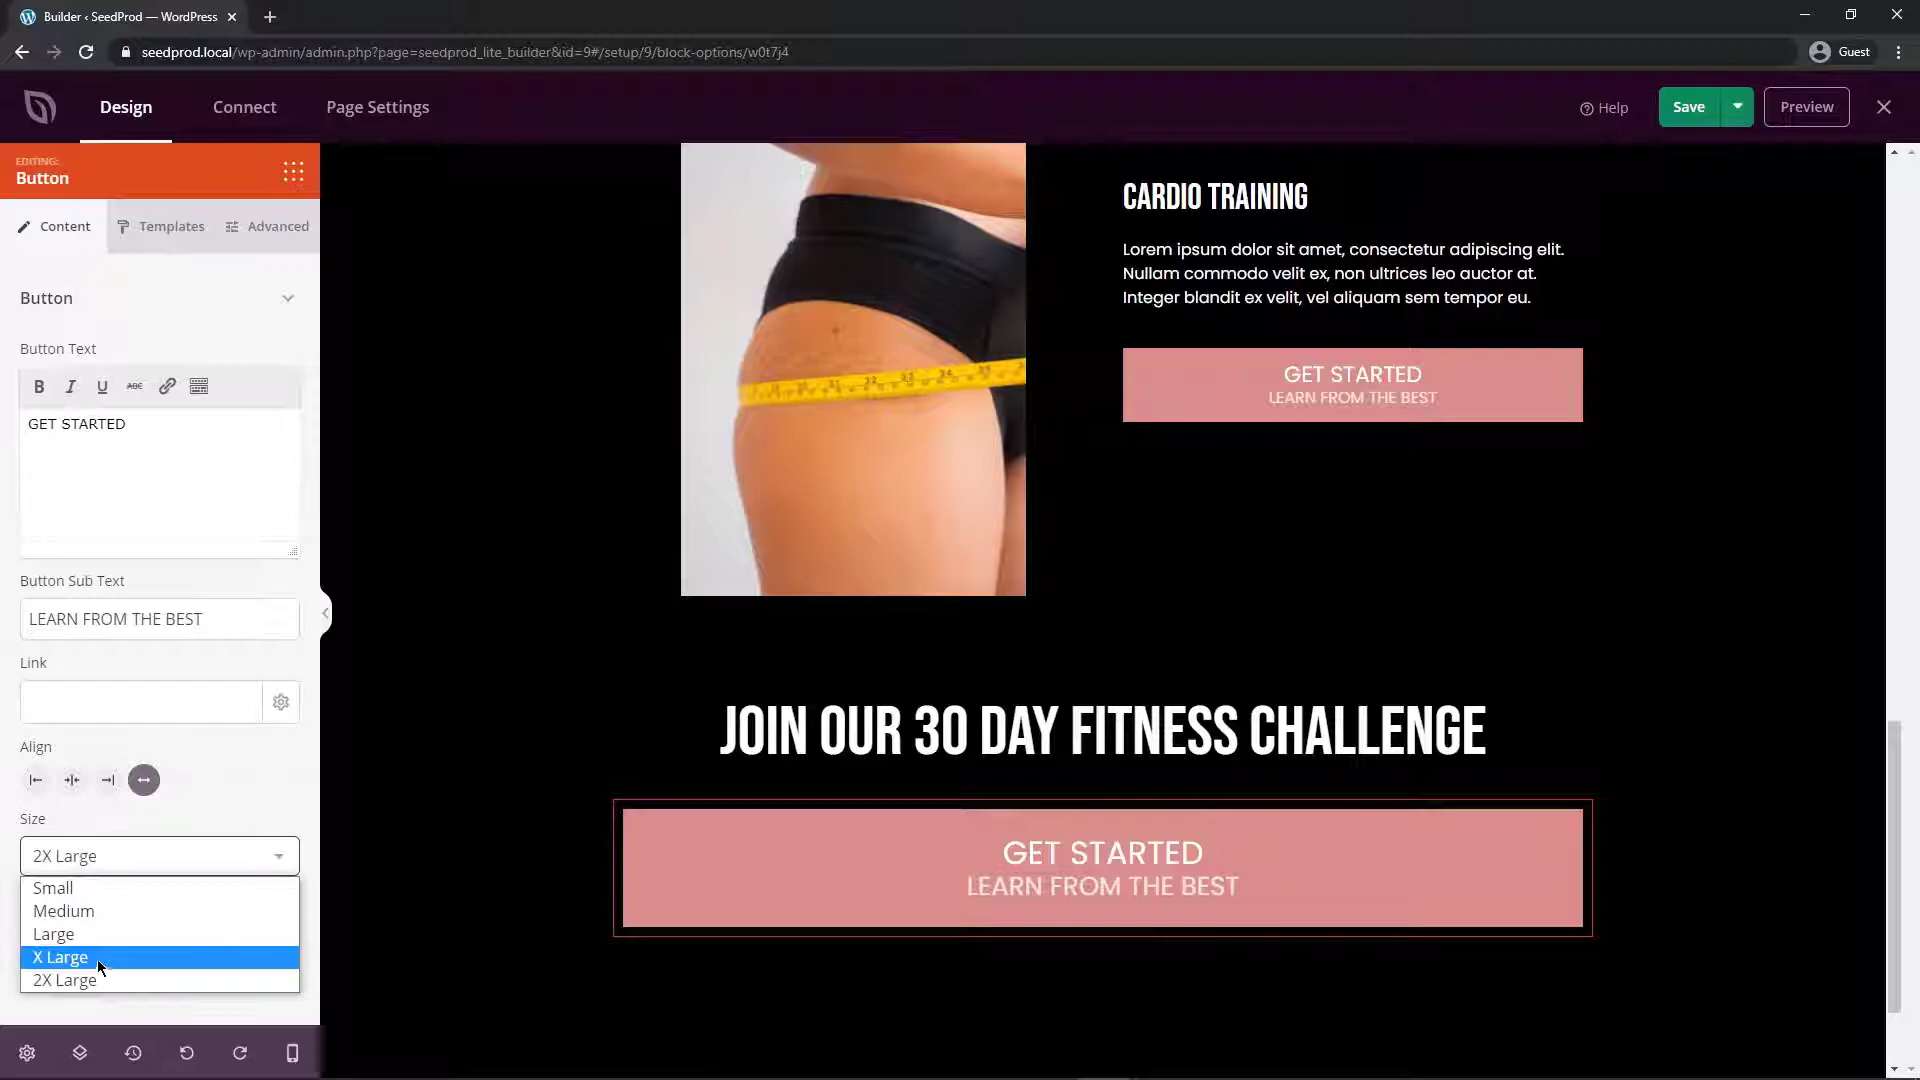 Builder ‹ SeedProd — WordPress
seedprod.local/wp-admin/admin.php?page=seedprod_lite_builder&id=9#/setup/9/block-options/w0t7j4
Guest
Design
Connect
Page Settings
Help
Save
Preview
EDITING:
Button
Content
Templates
Advanced
Button
Button Text
B I U ABC
GET STARTED
Button Sub Text
LEARN FROM THE BEST
Link
Align
Size
2X Large
Small
Medium
Large
X Large
2X Large
CARDIO TRAINING
Lorem ipsum dolor sit amet, consectetur adipiscing elit.
Nullam commodo velit ex, non ultrices leo auctor at.
Integer blandit ex velit, vel aliquam sem tempor eu.
GET STARTED
LEARN FROM THE BEST
JOIN OUR 30 DAY FITNESS CHALLENGE
GET STARTED
LEARN FROM THE BEST